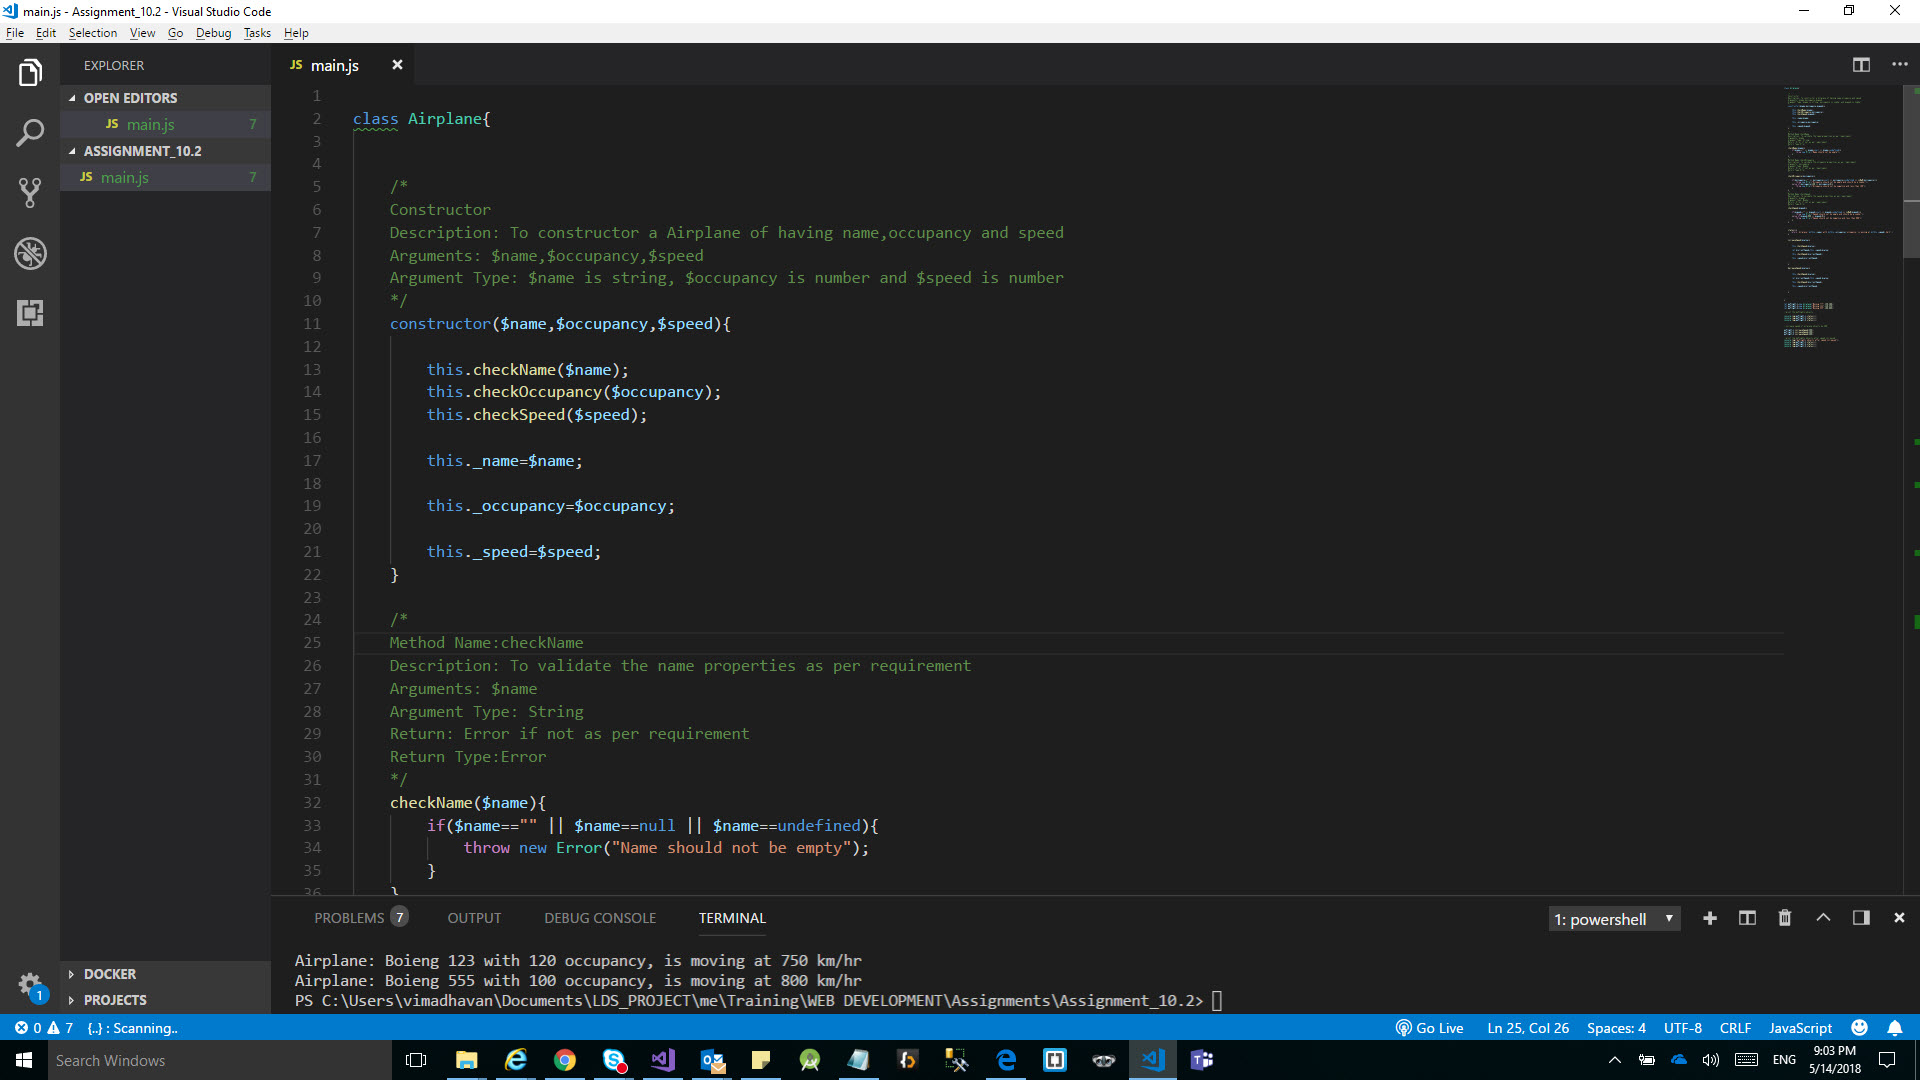 main.js - Assignment_10.2 - Visual Studio Code
File Edit Selection View Go Debug Tasks Help
EXPLORER
OPEN EDITORS
JS main.js 7
ASSIGNMENT_10.2
JS main.js 7
DOCKER
PROJECTS
1
JS main.js
1
2 class Airplane{
3
4
5 /*
6 Constructor
7 Description: To constructor a Airplane of having name,occupancy and speed
8 Arguments: $name,$occupancy,$speed
9 Argument Type: $name is string, $occupancy is number and $speed is number
10 */
11 constructor($name,$occupancy,$speed){
12
13 this.checkName($name);
14 this.checkOccupancy($occupancy);
15 this.checkSpeed($speed);
16
17 this._name=$name;
18
19 this._occupancy=$occupancy;
20
21 this._speed=$speed;
22 }
23
24 /*
25 Method Name:checkName
26 Description: To validate the name properties as per requirement
27 Arguments: $name
28 Argument Type: String
29 Return: Error if not as per requirement
30 Return Type:Error
31 */
32 checkName($name){
33 if($name=="" || $name==null || $name==undefined){
34 throw new Error("Name should not be empty");
35 }
36 }
PROBLEMS 7 OUTPUT DEBUG CONSOLE TERMINAL 1: powershell
Airplane: Boieng 123 with 120 occupancy, is moving at 750 km/hr
Airplane: Boieng 555 with 100 occupancy, is moving at 800 km/hr
PS C:\Users\vimadhavan\Documents\LDS_PROJECT\me\Training\WEB DEVELOPMENT\Assignments\Assignment_10.2>
0 7 {..} : Scanning.. Go Live Ln 25, Col 26 Spaces: 4 UTF-8 CRLF JavaScript
Search Windows ENG 9:03 PM
5/14/2018